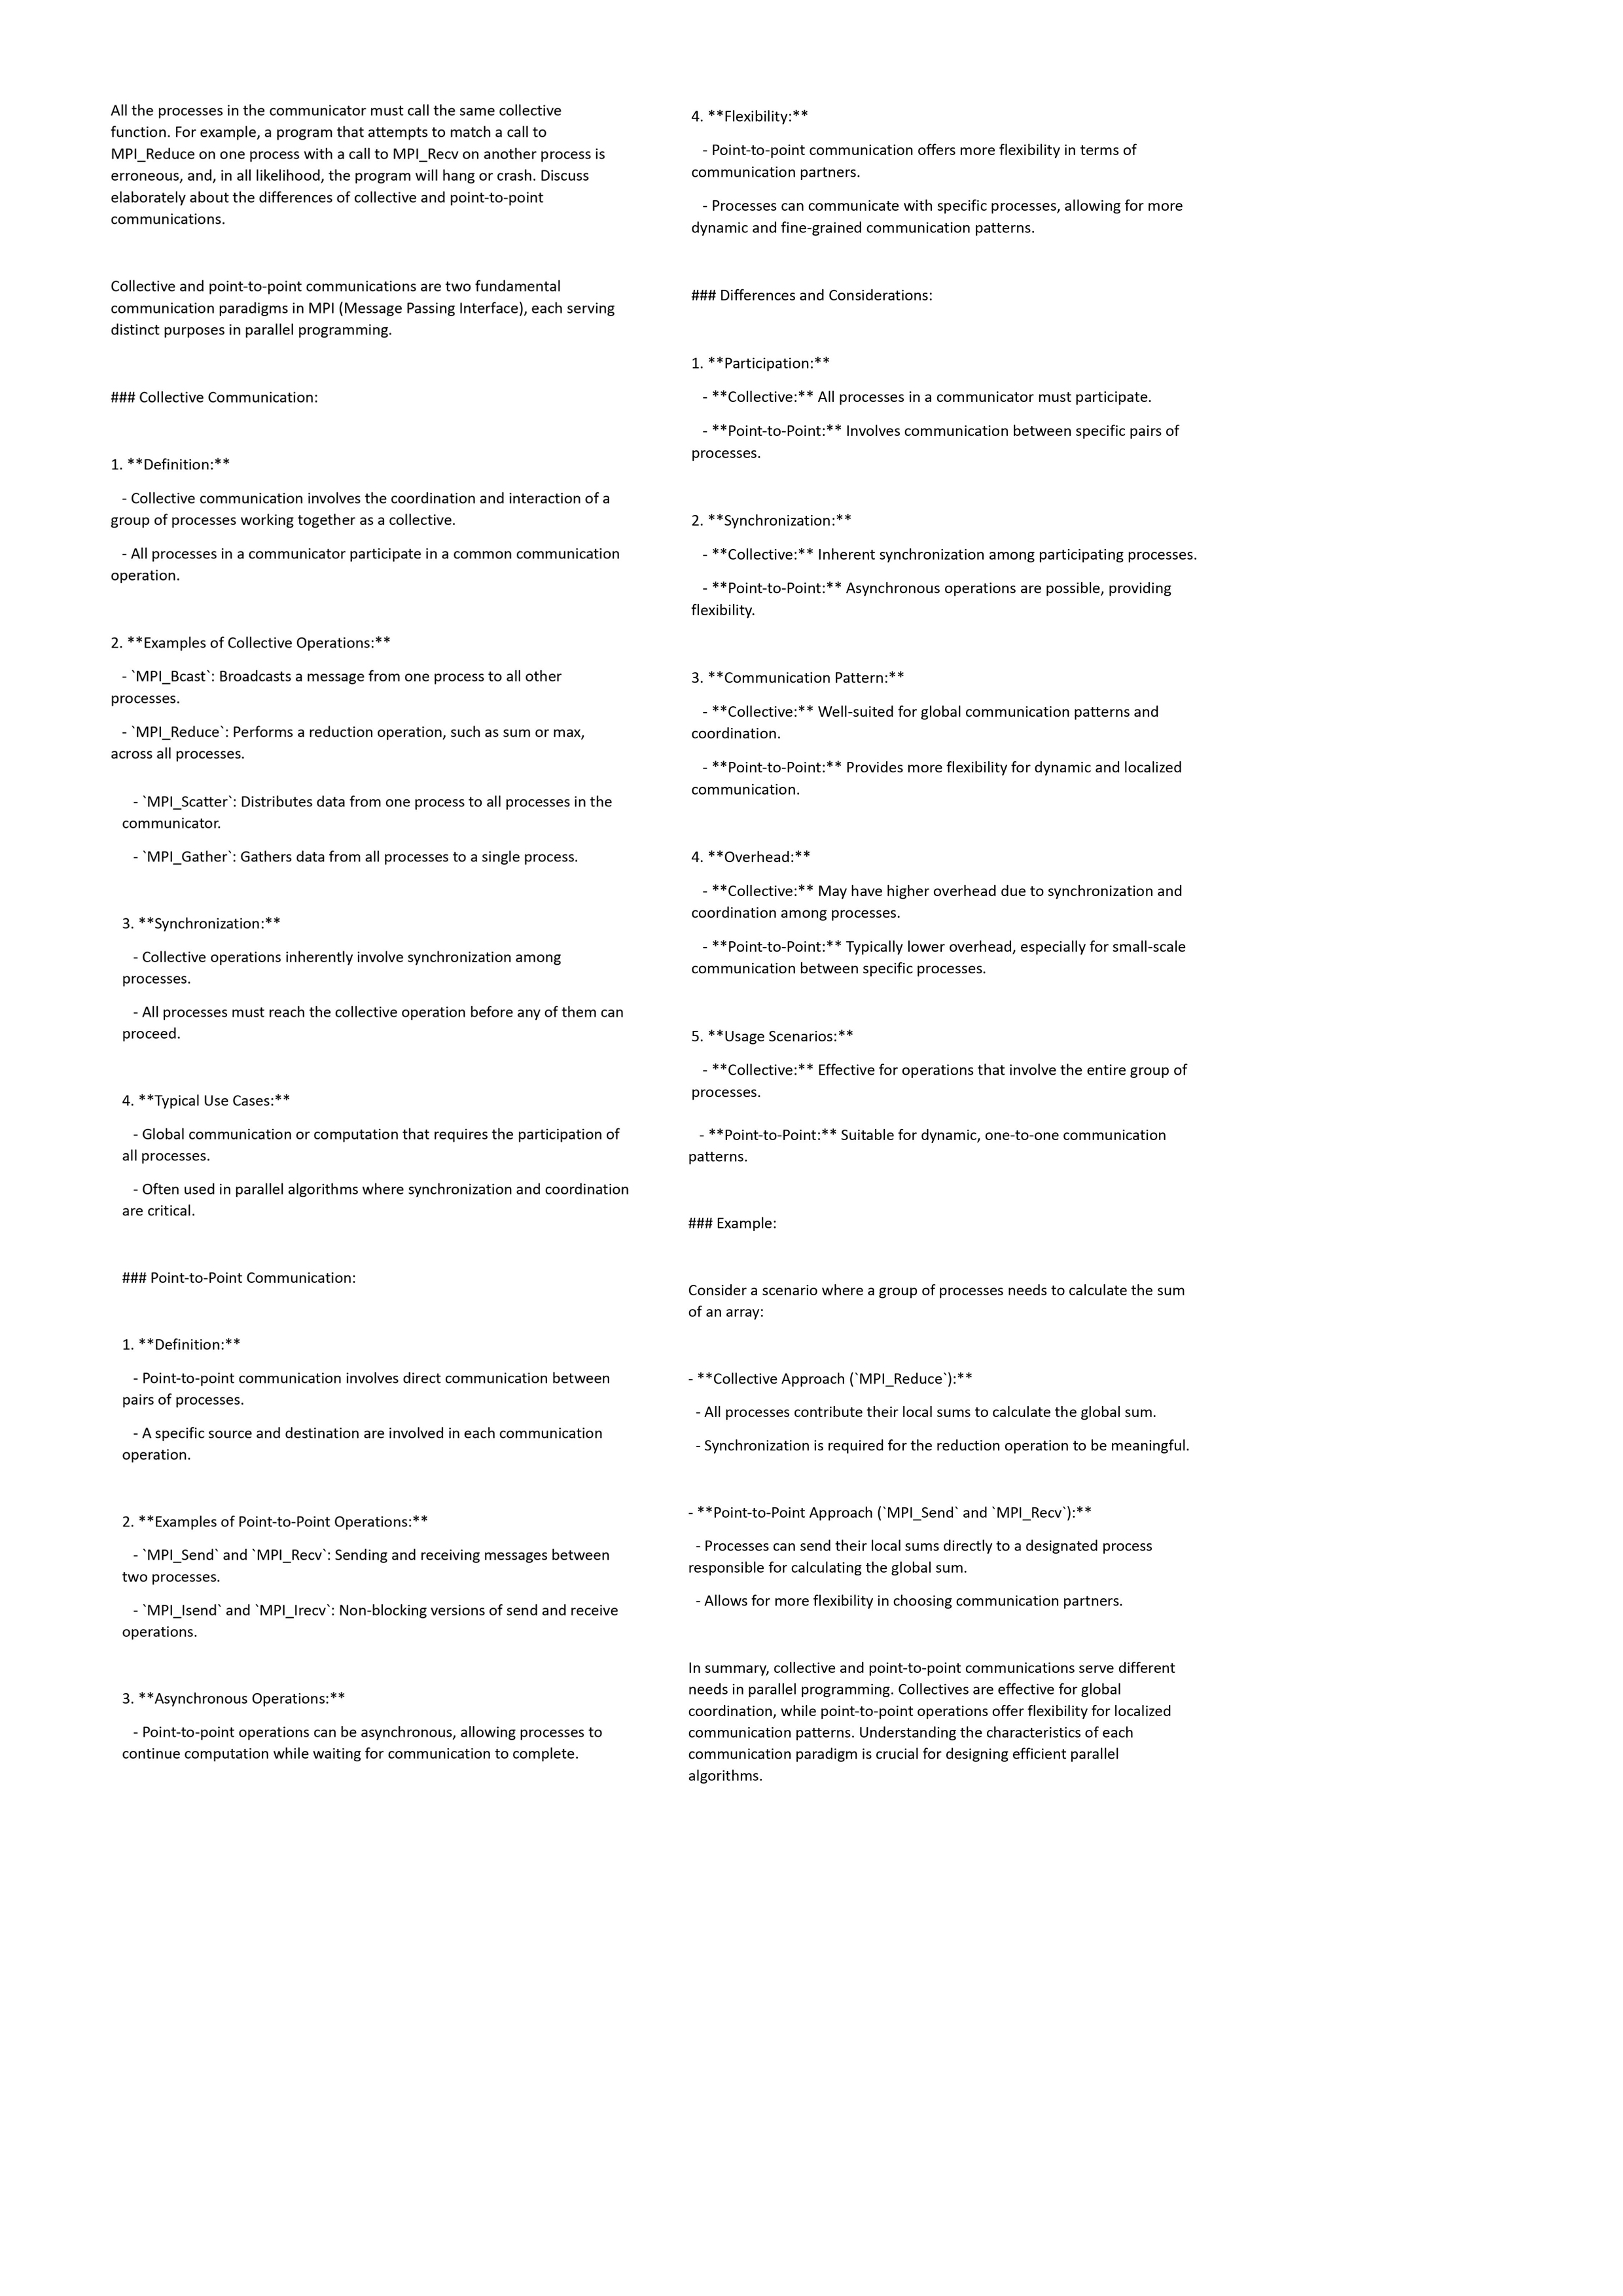 All the processes in the communicator must call the same collective
function. For example, a program that attempts to match a call to
MPI_Reduce on one process with a call to MPI_Recv on another process is
erroneous, and, in all likelihood, the program will hang or crash. Discuss
elaborately about the differences of collective and point-to-point
communications.
Collective and point-to-point communications are two fundamental
communication paradigms in MPI (Message Passing Interface), each serving
distinct purposes in parallel programming.
### Collective Communication:
1. **Definition:**
- Collective communication involves the coordination and interaction of a
group of processes working together as a collective.
- All processes in a communicator participate in a common communication
operation.
2. **Examples of Collective Operations:**
- `MPI_Bcast`: Broadcasts a message from one process to all other
processes.
- `MPI_Reduce`: Performs a reduction operation, such as sum or max,
across all processes.
- `MPI_Scatter`: Distributes data from one process to all processes in the
communicator.
- `MPI_Gather`: Gathers data from all processes to a single process.
3. **Synchronization:**
- Collective operations inherently involve synchronization among
processes.
- All processes must reach the collective operation before any of them can
proceed.
4. **Typical Use Cases:**
- Global communication or computation that requires the participation of
all processes.
- Often used in parallel algorithms where synchronization and coordination
are critical.
### Point-to-Point Communication:
1. **Definition:**
- Point-to-point communication involves direct communication between
pairs of processes.
- A specific source and destination are involved in each communication
operation.
2. **Examples of Point-to-Point Operations:**
- `MPI_Send` and `MPI_Recv`: Sending and receiving messages between
two processes.
- `MPI_Isend` and `MPI_Irecv`: Non-blocking versions of send and receive
operations.
3. **Asynchronous Operations:**
- Point-to-point operations can be asynchronous, allowing processes to
continue computation while waiting for communication to complete.
4. **Flexibility:**
- Point-to-point communication offers more flexibility in terms of
communication partners.
- Processes can communicate with specific processes, allowing for more
dynamic and fine-grained communication patterns.
### Differences and Considerations:
1. **Participation:**
- **Collective:** All processes in a communicator must participate.
- **Point-to-Point:** Involves communication between specific pairs of
processes.
2. **Synchronization:**
- **Collective:** Inherent synchronization among participating processes.
- **Point-to-Point:** Asynchronous operations are possible, providing
flexibility.
3. **Communication Pattern:**
- **Collective:** Well-suited for global communication patterns and
coordination.
- **Point-to-Point:** Provides more flexibility for dynamic and localized
communication.
4. **Overhead:**
- **Collective:** May have higher overhead due to synchronization and
coordination among processes.
- **Point-to-Point:** Typically lower overhead, especially for small-scale
communication between specific processes.
5. **Usage Scenarios:**
- **Collective:** Effective for operations that involve the entire group of
processes.
- **Point-to-Point:** Suitable for dynamic, one-to-one communication
patterns.
### Example:
Consider a scenario where a group of processes needs to calculate the sum
of an array:
- **Collective Approach (`MPI_Reduce`):**
- All processes contribute their local sums to calculate the global sum.
- Synchronization is required for the reduction operation to be meaningful.
- **Point-to-Point Approach (`MPI_Send` and `MPI_Recv`):**
- Processes can send their local sums directly to a designated process
responsible for calculating the global sum.
- Allows for more flexibility in choosing communication partners.
In summary, collective and point-to-point communications serve different
needs in parallel programming. Collectives are effective for global
coordination, while point-to-point operations offer flexibility for localized
communication patterns. Understanding the characteristics of each
communication paradigm is crucial for designing efficient parallel
algorithms.